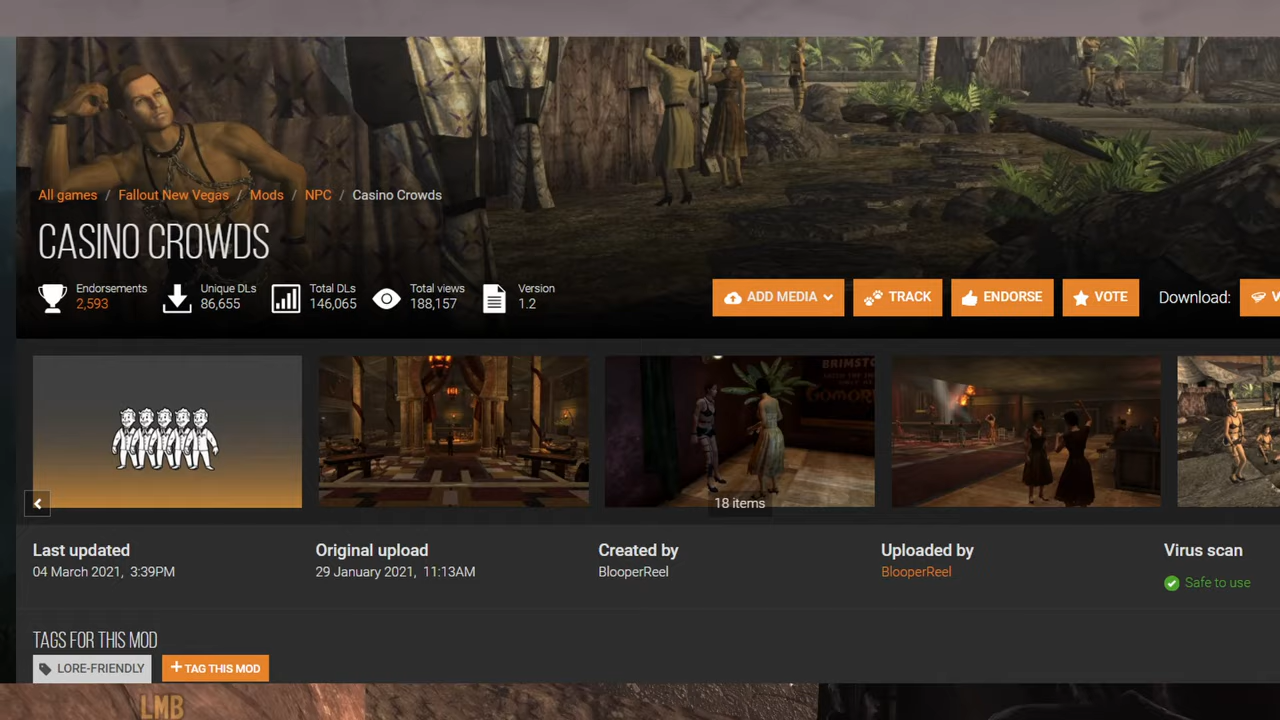 All games / Fallout New Vegas / Mods / NPC / Casino Crowds
CASINO CROWDS
Endorsements 2,593
Unique DLs 86,655
Total DLs 146,065
Total views 188,157
Version 1.2
ADD MEDIA
TRACK
ENDORSE
VOTE
Download:
V
BRIMST
GOMOR
18 items
Last updated
04 March 2021, 3:39PM
Original upload
29 January 2021, 11:13AM
Created by
BlooperReel
Uploaded by
BlooperReel
Virus scan
Safe to use
TAGS FOR THIS MOD
LORE-FRIENDLY
+ TAG THIS MOD
LMB